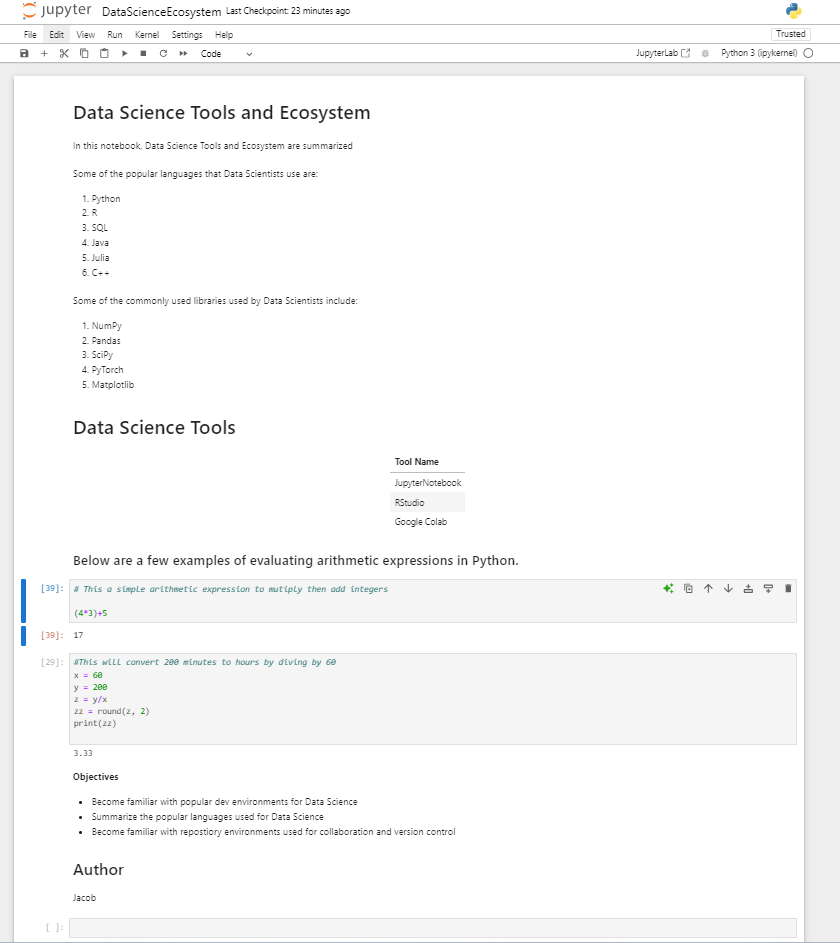 jupyter DataScienceEcosystem Last Checkpoint: 23 minutes ago
File Edit View Run Kernel Settings Help Trusted
Code JupyterLab Python 3 (ipykernel)
Data Science Tools and Ecosystem
In this notebook, Data Science Tools and Ecosystem are summarized
Some of the popular languages that Data Scientists use are:
1. Python
2. R
3. SQL
4. Java
5. Julia
6. C++
Some of the commonly used libraries used by Data Scientists include:
1. NumPy
2. Pandas
3. SciPy
4. PyTorch
5. Matplotlib
Data Science Tools
Tool Name
JupyterNotebook
RStudio
Google Colab
Below are a few examples of evaluating arithmetic expressions in Python.
[39]: # This a simple arithmetic expression to mutiply then add integers
(4*3)+5
[39]: 17
[29]: #This will convert 200 minutes to hours by diving by 60
x = 60
y = 200
z = y/x
zz = round(z, 2)
print(zz)
3.33
Objectives
• Become familiar with popular dev environments for Data Science
• Summarize the popular languages used for Data Science
• Become familiar with repostiory environments used for collaboration and version control
Author
Jacob
[ ]: